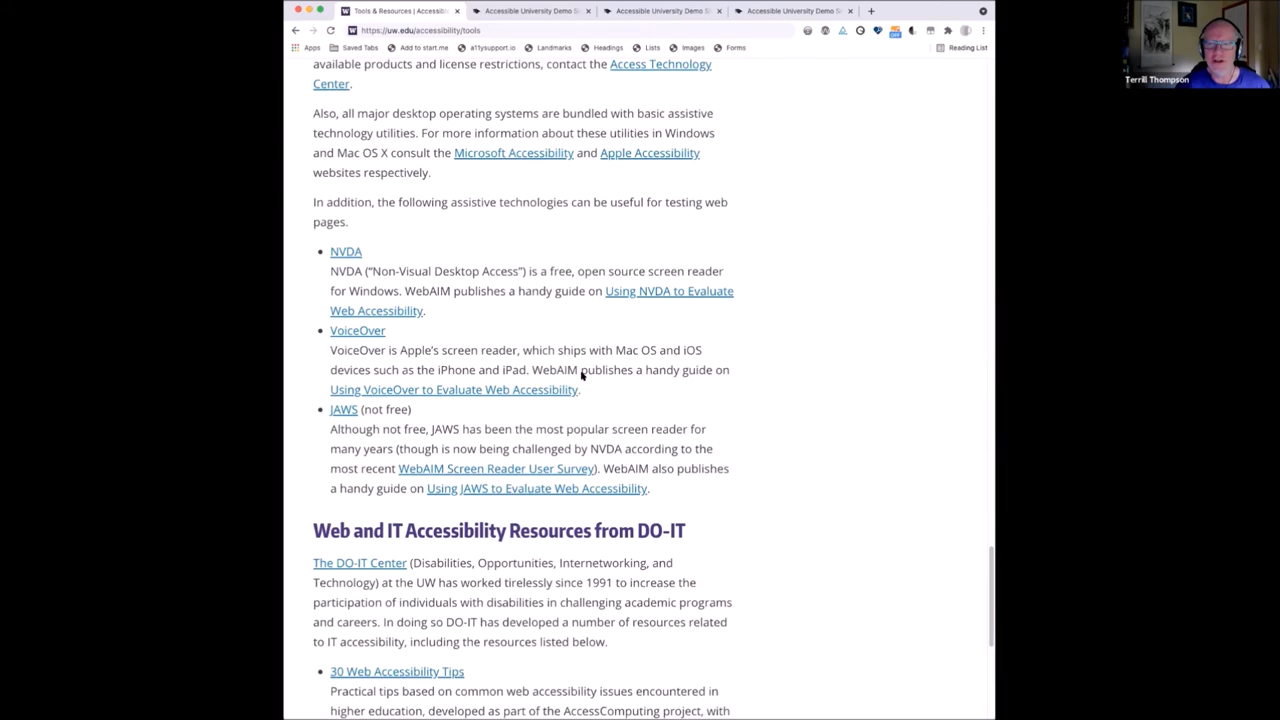 Tools & Resources | Accessibl
Accessible University Demo Si
Accessible University Demo Si
Accessible University Demo Si
https://uw.edu/accessibility/tools
Apps
Saved Tabs
Add to start.me
a11ysupport.io
Landmarks
Headings
Lists
Images
Forms
Reading List
Terrill Thompson
available products and license restrictions, contact the Access Technology
Center.
Also, all major desktop operating systems are bundled with basic assistive
technology utilities. For more information about these utilities in Windows
and Mac OS X consult the Microsoft Accessibility and Apple Accessibility
websites respectively.
In addition, the following assistive technologies can be useful for testing web
pages.
NVDA
NVDA (“Non-Visual Desktop Access”) is a free, open source screen reader
for Windows. WebAIM publishes a handy guide on Using NVDA to Evaluate
Web Accessibility.
VoiceOver
VoiceOver is Apple’s screen reader, which ships with Mac OS and iOS
devices such as the iPhone and iPad. WebAIM publishes a handy guide on
Using VoiceOver to Evaluate Web Accessibility.
JAWS (not free)
Although not free, JAWS has been the most popular screen reader for
many years (though is now being challenged by NVDA according to the
most recent WebAIM Screen Reader User Survey). WebAIM also publishes
a handy guide on Using JAWS to Evaluate Web Accessibility.
Web and IT Accessibility Resources from DO-IT
The DO-IT Center (Disabilities, Opportunities, Internetworking, and
Technology) at the UW has worked tirelessly since 1991 to increase the
participation of individuals with disabilities in challenging academic programs
and careers. In doing so DO-IT has developed a number of resources related
to IT accessibility, including the resources listed below.
30 Web Accessibility Tips
Practical tips based on common web accessibility issues encountered in
higher education, developed as part of the AccessComputing project, with